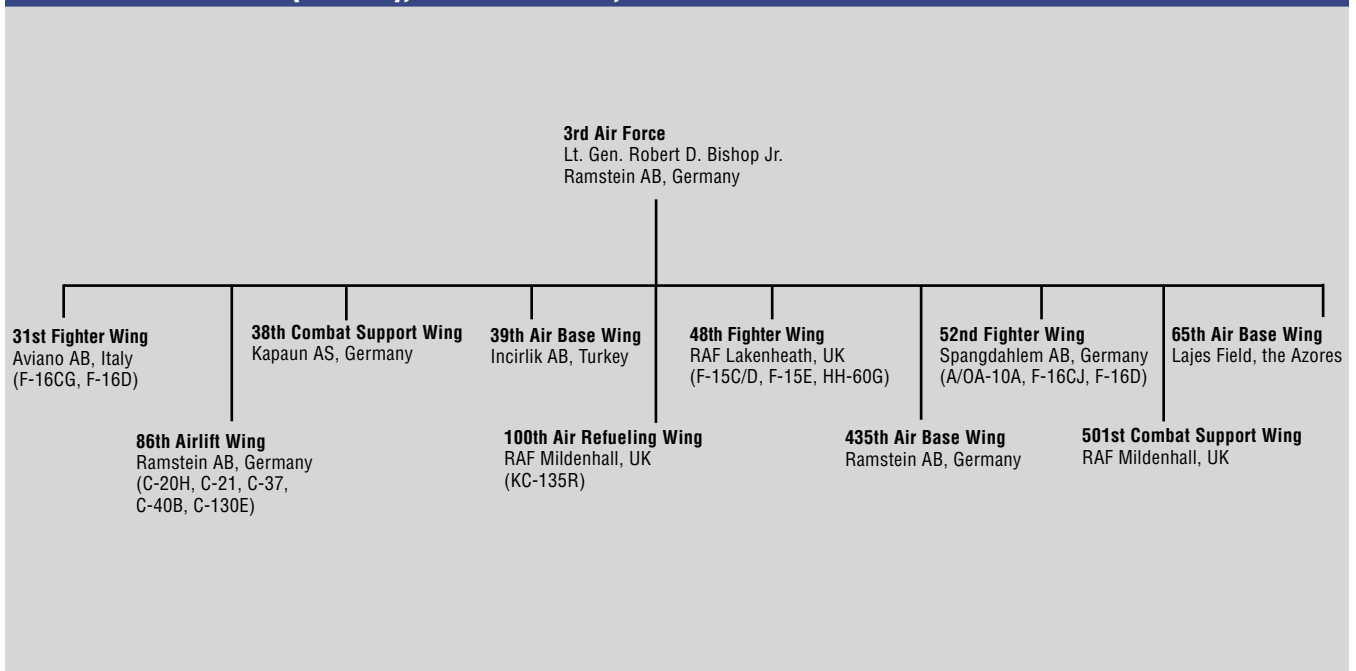 3rd Air Force
Lt. Gen. Robert D. Bishop Jr.
Ramstein AB, Germany
31st Fighter Wing
Aviano AB, Italy
(F-16CG, F-16D)
38th Combat Support Wing
Kapaun AS, Germany
39th Air Base Wing
Incirlik AB, Turkey
48th Fighter Wing
RAF Lakenheath, UK
(F-15C/D, F-15E, HH-60G)
52nd Fighter Wing
Spangdahlem AB, Germany
(A/OA-10A, F-16CJ, F-16D)
65th Air Base Wing
Lajes Field, the Azores
86th Airlift Wing
Ramstein AB, Germany
(C-20H, C-21, C-37,
C-40B, C-130E)
100th Air Refueling Wing
RAF Mildenhall, UK
(KC-135R)
435th Air Base Wing
Ramstein AB, Germany
501st Combat Support Wing
RAF Mildenhall, UK